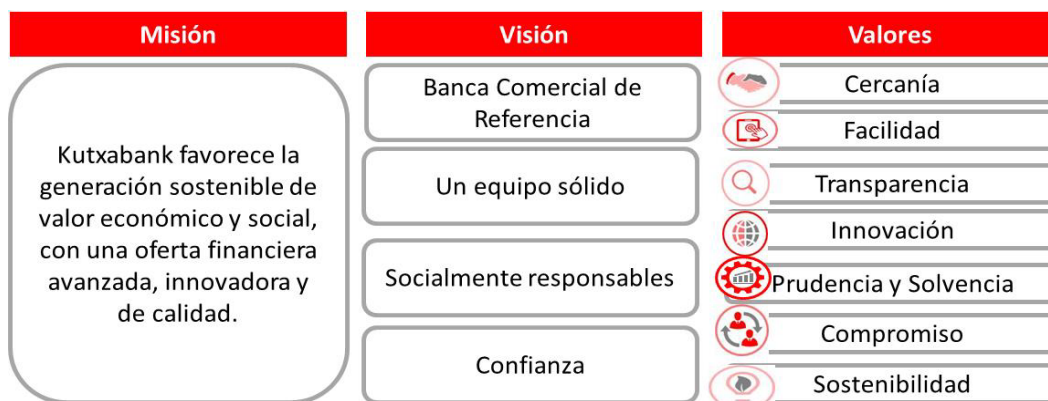 Misión
Kutxabank favorece la
generación sostenible de
valor económico y social,
con una oferta financiera
avanzada, innovadora y
de calidad.
Visión
Banca Comercial de
Referencia
Un equipo sólido
Socialmente responsables
Confianza
Valores
Cercanía
Facilidad
Transparencia
Innovación
Prudencia y Solvencia
Compromiso
Sostenibilidad